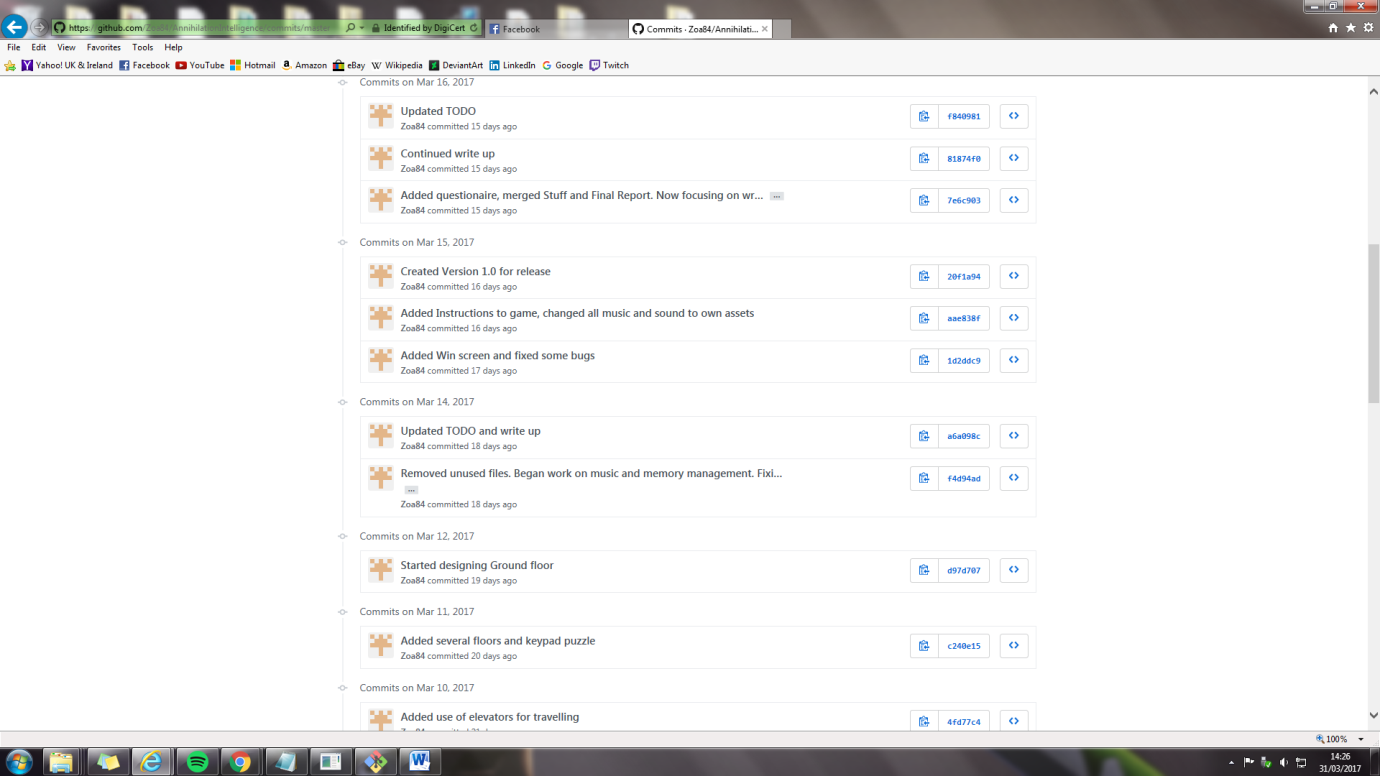 https://github.com/Zoa84/AnnihilationIntelligence/commits/master
Identified by DigiCert
Facebook
Commits · Zoa84/Annihilati...
File Edit View Favorites Tools Help
Yahoo! UK & Ireland Facebook YouTube Hotmail Amazon eBay Wikipedia DeviantArt LinkedIn Google Twitch
Commits on Mar 16, 2017
Updated TODO
Zoa84 committed 15 days ago
f840981
Continued write up
Zoa84 committed 15 days ago
81874f0
Added questionaire, merged Stuff and Final Report. Now focusing on wr... ...
Zoa84 committed 15 days ago
7e6c903
Commits on Mar 15, 2017
Created Version 1.0 for release
Zoa84 committed 16 days ago
20f1a94
Added Instructions to game, changed all music and sound to own assets
Zoa84 committed 16 days ago
aae838f
Added Win screen and fixed some bugs
Zoa84 committed 17 days ago
1d2ddc9
Commits on Mar 14, 2017
Updated TODO and write up
Zoa84 committed 18 days ago
a6a098c
Removed unused files. Began work on music and memory management. Fixi...
...
Zoa84 committed 18 days ago
f4d94ad
Commits on Mar 12, 2017
Started designing Ground floor
Zoa84 committed 19 days ago
d97d707
Commits on Mar 11, 2017
Added several floors and keypad puzzle
Zoa84 committed 20 days ago
c240e15
Commits on Mar 10, 2017
Added use of elevators for travelling
4fd77c4
100%
14:26
31/03/2017